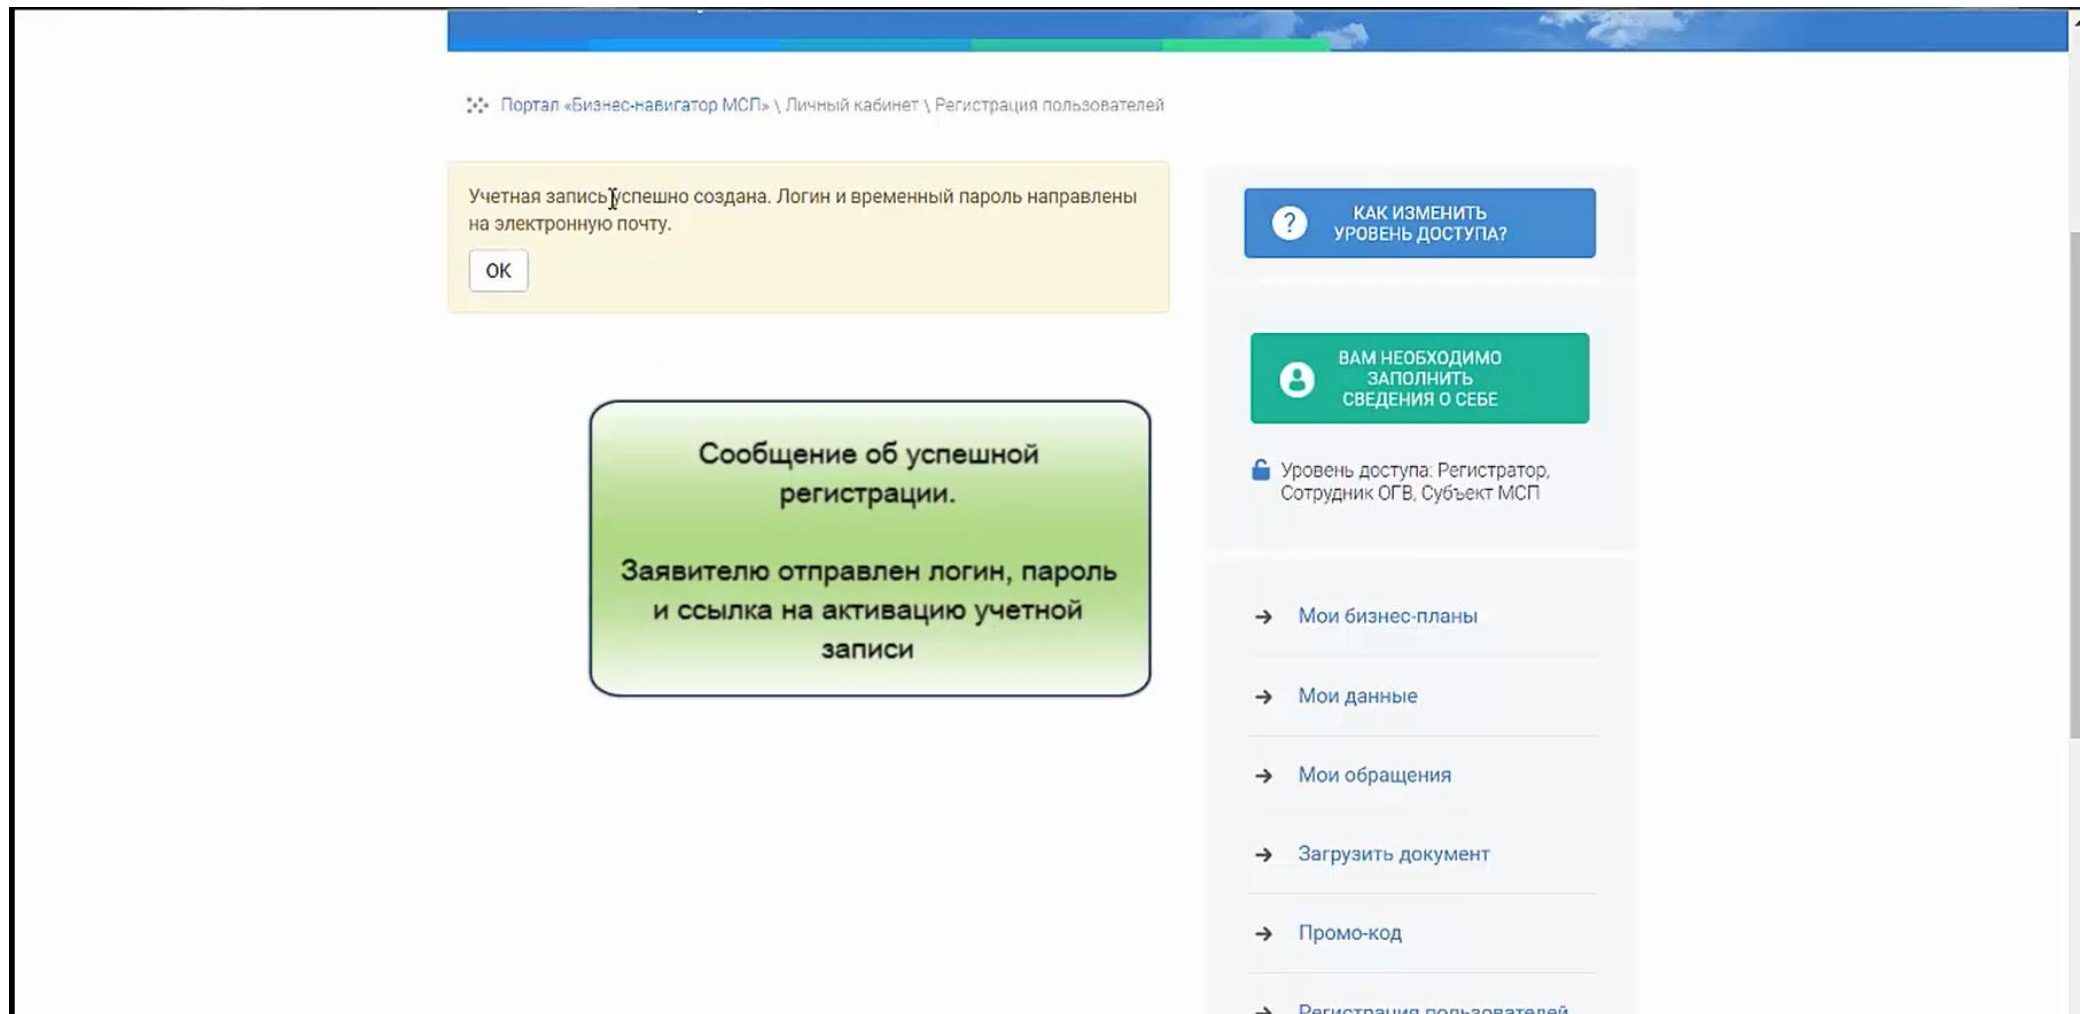 Портал «Бизнес-навигатор МСП» \ Личный кабинет \ Регистрация пользователей
Учетная запись успешно создана. Логин и временный пароль направлены
на электронную почту.
OK
Сообщение об успешной
регистрации.
Заявителю отправлен логин, пароль
и ссылка на активацию учетной
записи
КАК ИЗМЕНИТЬ
УРОВЕНЬ ДОСТУПА?
ВАМ НЕОБХОДИМО
ЗАПОЛНИТЬ
СВЕДЕНИЯ О СЕБЕ
Уровень доступа: Регистратор,
Сотрудник ОГВ, Субъект МСП
Мои бизнес-планы
Мои данные
Мои обращения
Загрузить документ
Промо-код
Регистрация пользователей